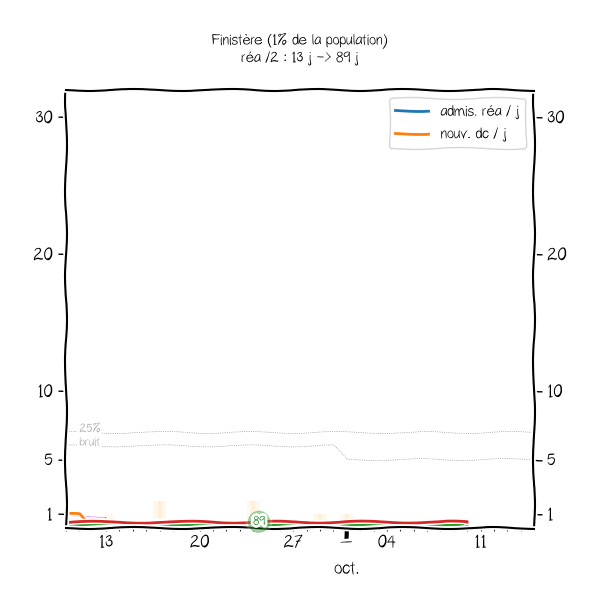 Finistère (1% de la population)
réa /2 : 13 j -> 89 j
admis. réa / j
nouv. dc / j
30
30
20
20
10
10
25%
bruit
5
5
1
1
89
13
20
27
04
11
oct.